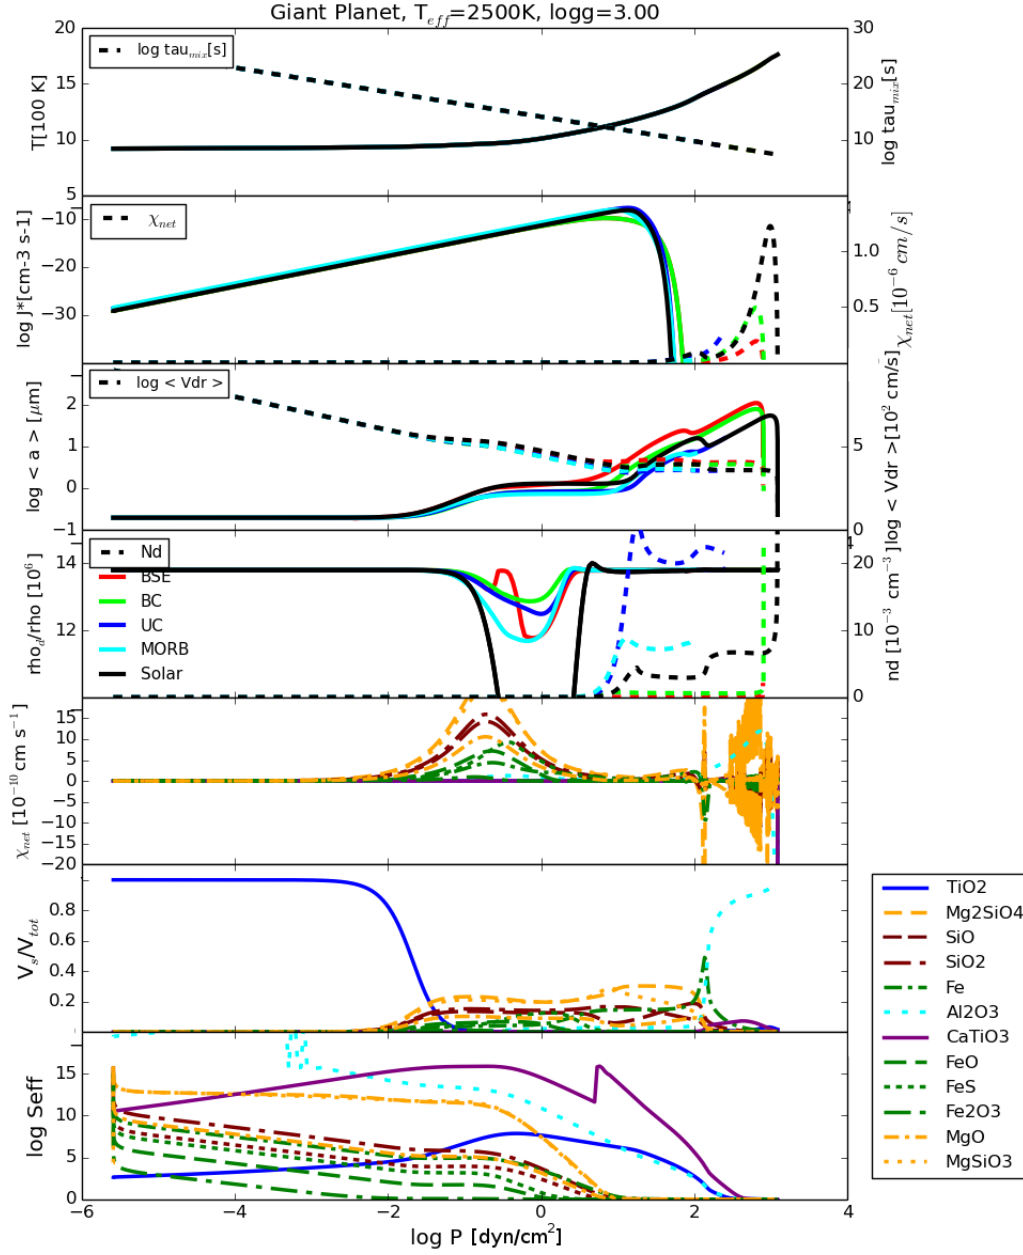 Giant Planet, T_eff=2500K, logg=3.00
20
15
10
5
T[100 K]
log tau_mix[s]
30
20
10
0
log tau_mix[s]
−10
−20
−30
log J*[cm-3 s-1]
χ_net
1.0
0.5
χ_net[10^−6 cm/s]
2
1
0
−1
log < a > [μm]
log < Vdr >
5
0
log < Vdr >[10^2 cm/s]
14
12
rho_d/rho [10^6]
Nd
BSE
BC
UC
MORB
Solar
20
10
0
nd [10^−3 cm^−3]
15
10
5
0
−5
−10
−15
−20
χ_net [10^−10 cm s^−1]
0.8
0.6
0.4
0.2
V_s/V_tot
15
10
5
0
log Seff
−6
−4
−2
0
2
4
log P [dyn/cm^2]
TiO2
Mg2SiO4
SiO
SiO2
Fe
Al2O3
CaTiO3
FeO
FeS
Fe2O3
MgO
MgSiO3